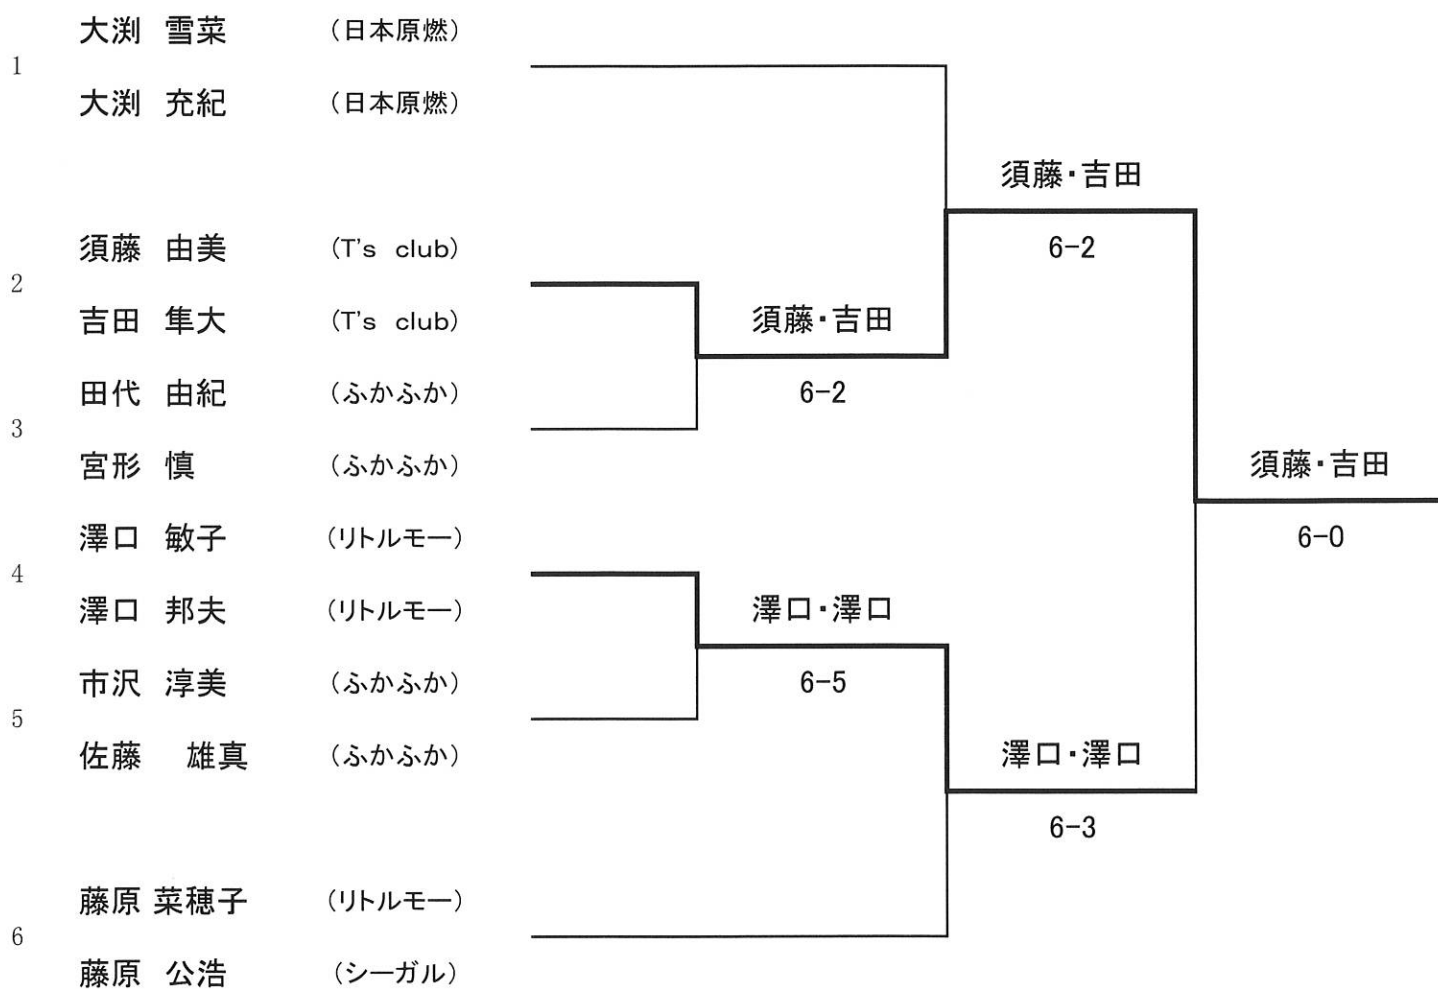 大渕 雪菜 (日本原燃)
1
大渕 充紀 (日本原燃)
須藤・吉田
須藤 由美 (T's club) 6-2
2
吉田 隼大 (T's club) 須藤・吉田
田代 由紀 (ふかふか) 6-2
3
宮形 慎 (ふかふか) 須藤・吉田
澤口 敏子 (リトルモー) 6-0
4
澤口 邦夫 (リトルモー) 澤口・澤口
市沢 淳美 (ふかふか) 6-5
5
佐藤 雄真 (ふかふか) 澤口・澤口
6-3
藤原 菜穂子 (リトルモー)
6
藤原 公浩 (シーガル)